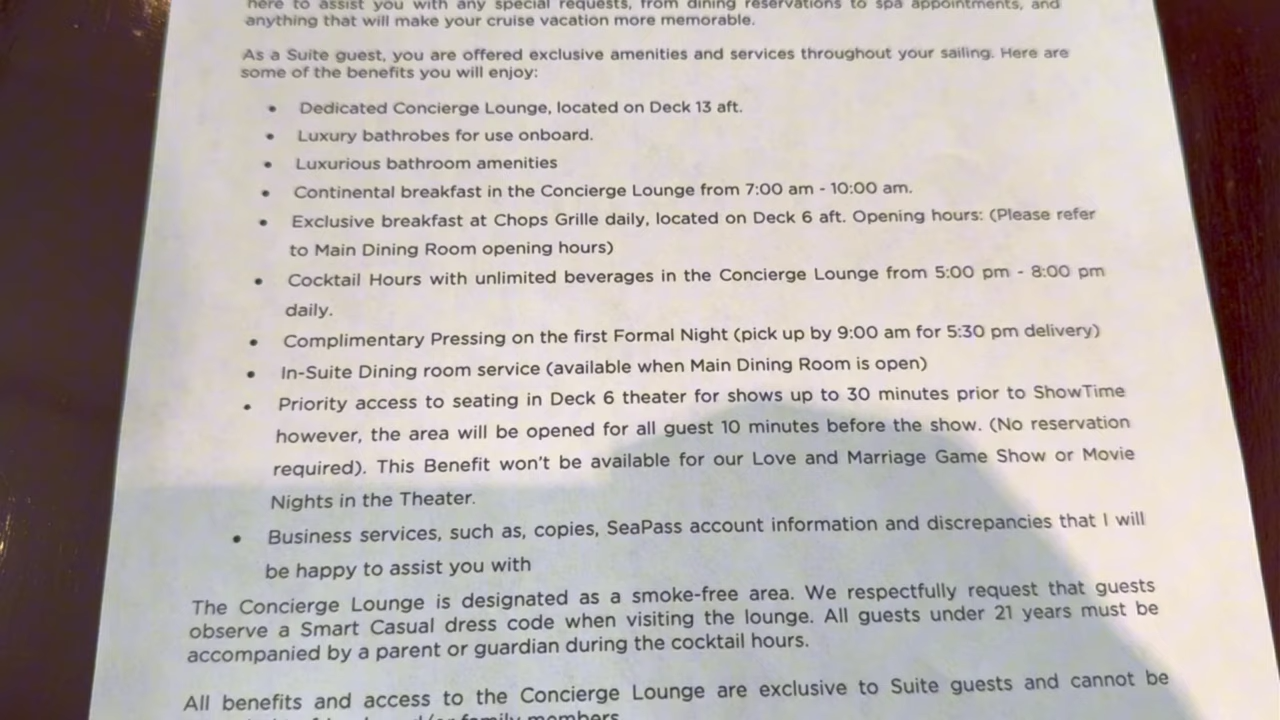 here to assist you with any special requests, from dining reservations to spa appointments, and
anything that will make your cruise vacation more memorable.
As a Suite guest, you are offered exclusive amenities and services throughout your sailing. Here are
some of the benefits you will enjoy:
• Dedicated Concierge Lounge, located on Deck 13 aft.
• Luxury bathrobes for use onboard.
• Luxurious bathroom amenities
• Continental breakfast in the Concierge Lounge from 7:00 am - 10:00 am.
• Exclusive breakfast at Chops Grille daily, located on Deck 6 aft. Opening hours: (Please refer
to Main Dining Room opening hours)
• Cocktail Hours with unlimited beverages in the Concierge Lounge from 5:00 pm - 8:00 pm
daily.
• Complimentary Pressing on the first Formal Night (pick up by 9:00 am for 5:30 pm delivery)
• In-Suite Dining room service (available when Main Dining Room is open)
• Priority access to seating in Deck 6 theater for shows up to 30 minutes prior to ShowTime
however, the area will be opened for all guest 10 minutes before the show. (No reservation
required). This Benefit won't be available for our Love and Marriage Game Show or Movie
Nights in the Theater.
• Business services, such as, copies, SeaPass account information and discrepancies that I will
be happy to assist you with
The Concierge Lounge is designated as a smoke-free area. We respectfully request that guests
observe a Smart Casual dress code when visiting the lounge. All guests under 21 years must be
accompanied by a parent or guardian during the cocktail hours.
All benefits and access to the Concierge Lounge are exclusive to Suite guests and cannot be
family members